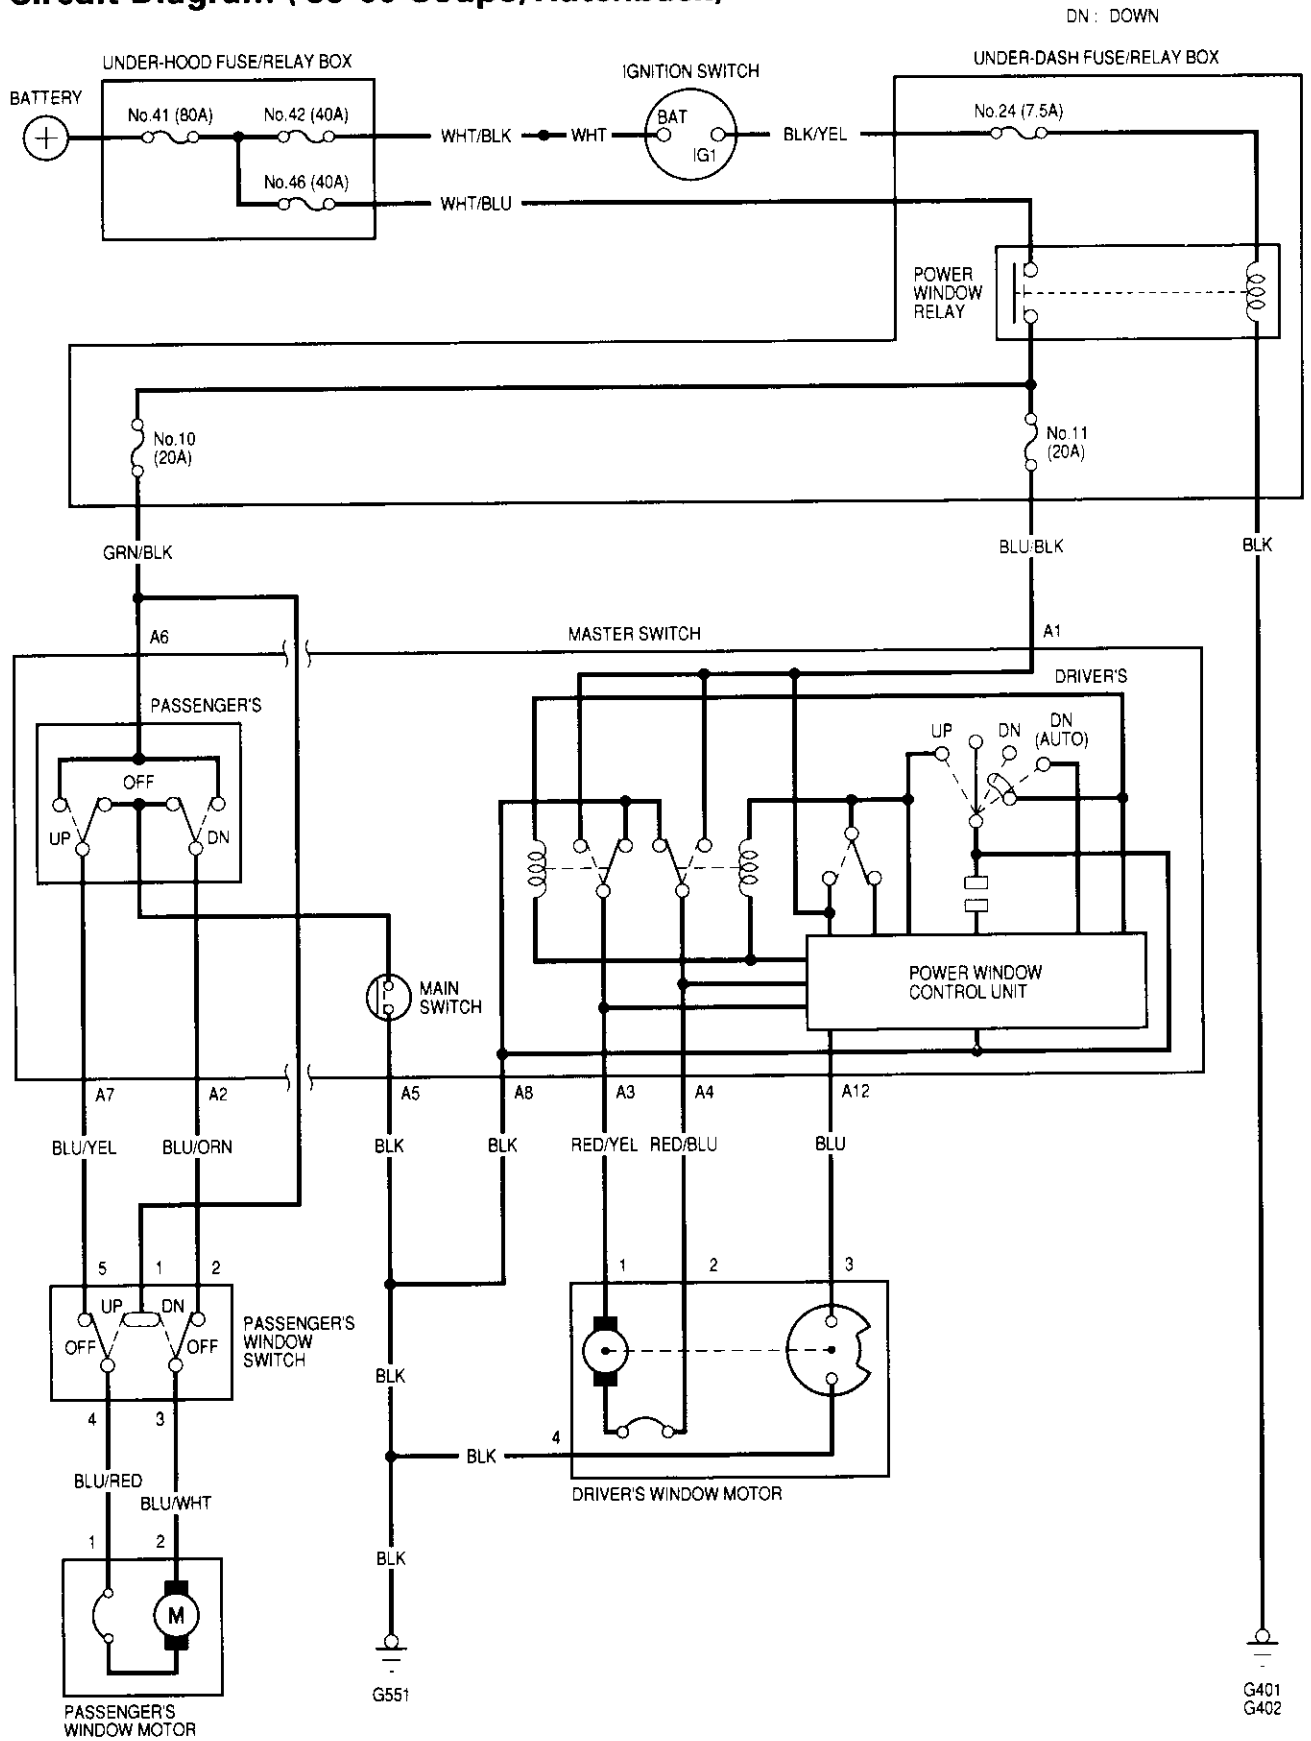 DN : DOWN
UNDER-HOOD FUSE/RELAY BOX
IGNITION SWITCH
UNDER-DASH FUSE/RELAY BOX
BATTERY
No.41 (80A)
No.42 (40A)
WHT/BLK
WHT
BAT
IG1
BLK/YEL
No.24 (7.5A)
No.46 (40A)
WHT/BLU
POWER
WINDOW
RELAY
No.10
(20A)
No.11
(20A)
GRN/BLK
BLU/BLK
BLK
A6
MASTER SWITCH
A1
PASSENGER'S
DRIVER'S
UP
DN
DN
(AUTO)
OFF
UP
DN
MAIN
SWITCH
POWER WINDOW
CONTROL UNIT
A7
A2
A5
A8
A3
A4
A12
BLU/YEL
BLU/ORN
BLK
BLK
RED/YEL
RED/BLU
BLU
5
1
2
1
2
3
UP
DN
OFF
OFF
PASSENGER'S
WINDOW
SWITCH
BLK
4
3
4
BLK
BLU/RED
BLU/WHT
DRIVER'S WINDOW MOTOR
1
2
BLK
M
G551
G401
G402
PASSENGER'S
WINDOW MOTOR